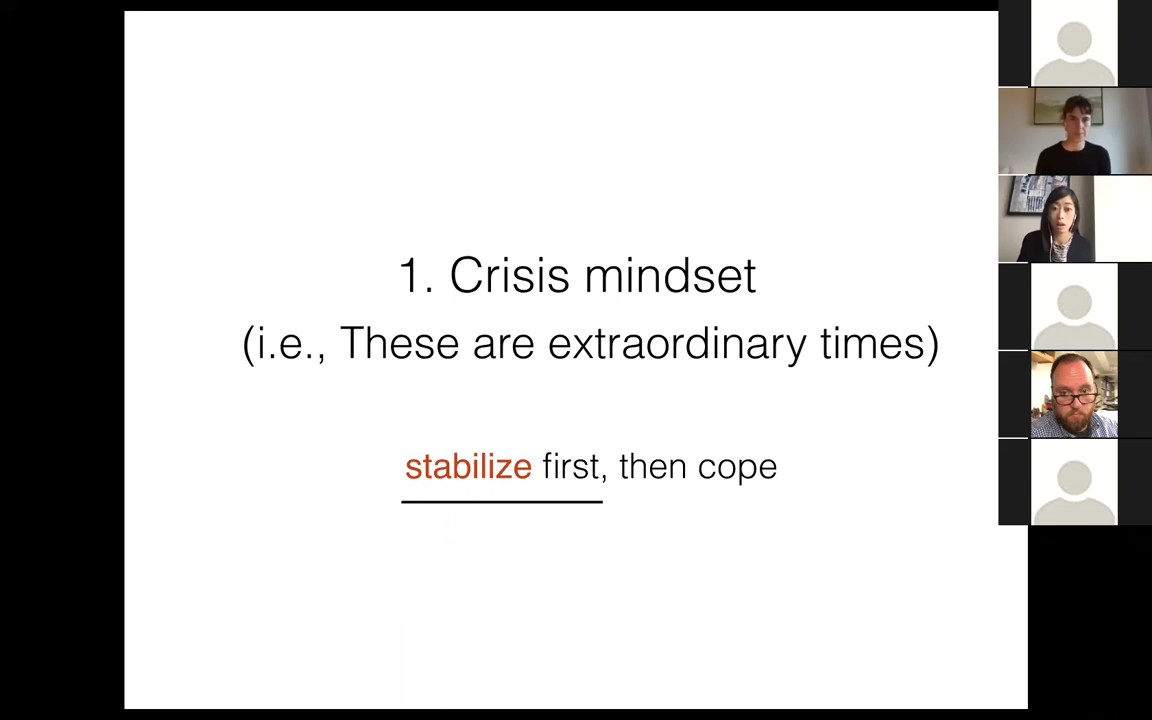 1. Crisis mindset
(i.e., These are extraordinary times)
stabilize first, then cope